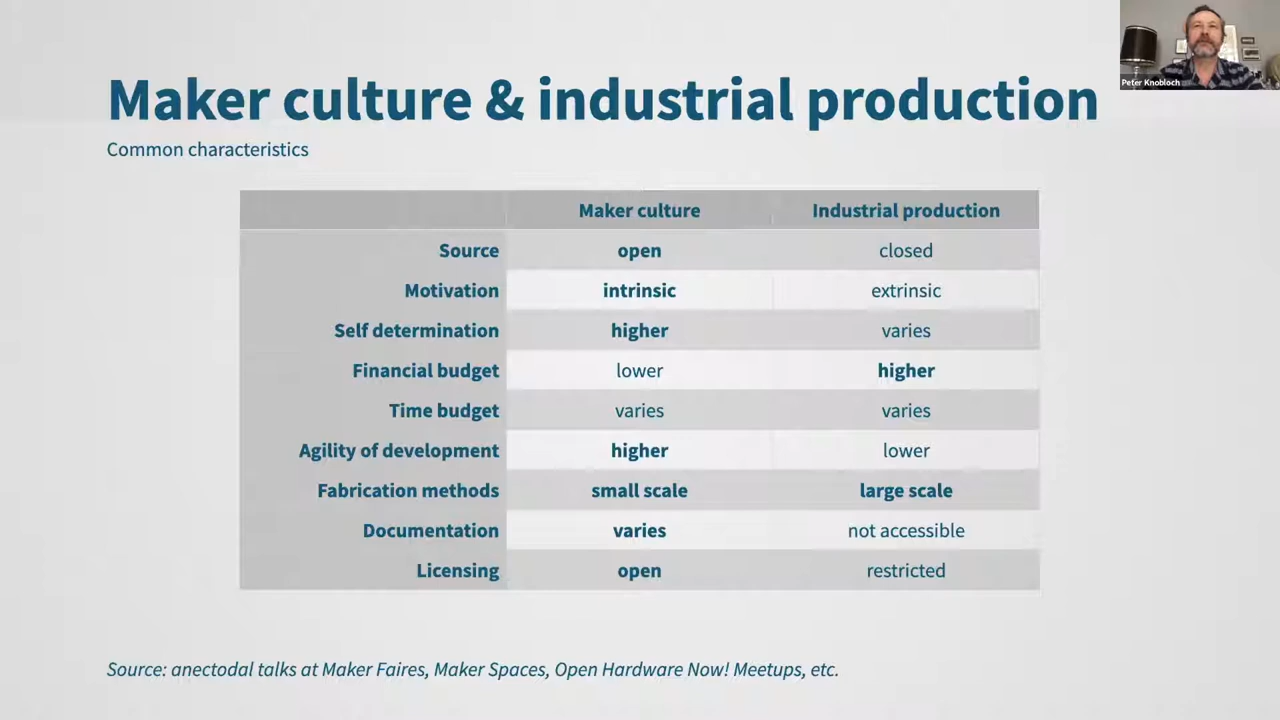 Maker culture & industrial production
Peter Knobloch
Common characteristics
Maker culture Industrial production
Source open closed
Motivation intrinsic extrinsic
Self determination higher varies
Financial budget lower higher
Time budget varies varies
Agility of development higher lower
Fabrication methods small scale large scale
Documentation varies not accessible
Licensing open restricted
Source: anectodal talks at Maker Faires, Maker Spaces, Open Hardware Now! Meetups, etc.